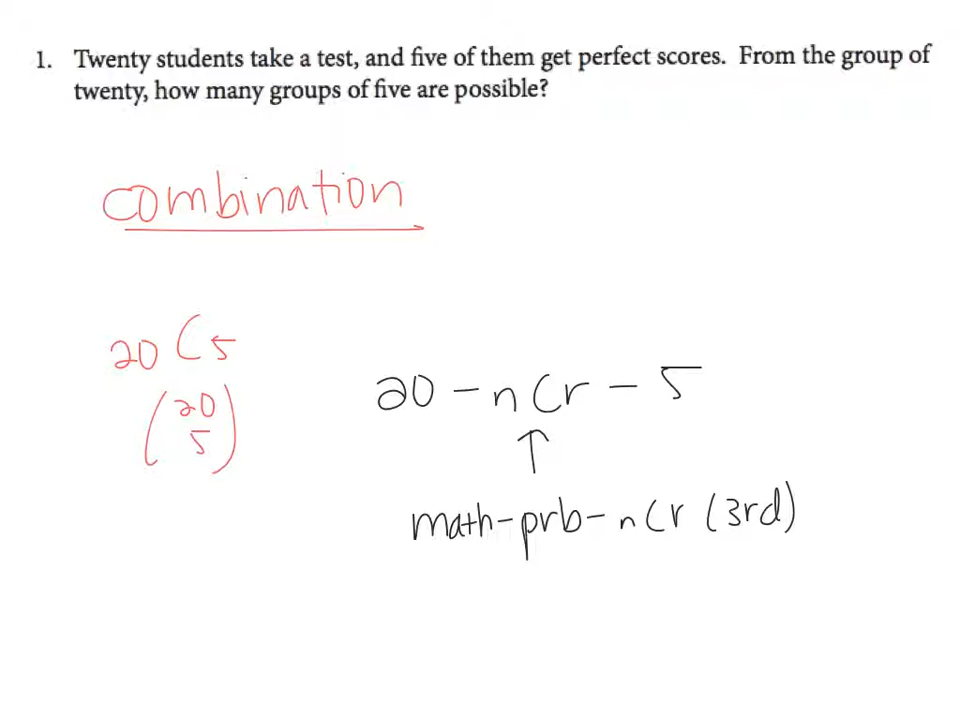 1. Twenty students take a test, and five of them get perfect scores. From the group of
twenty, how many groups of five are possible?
combination
20 C 5
(20
5)
20 - nCr - 5
↑
math-prb-nCr (3rd)